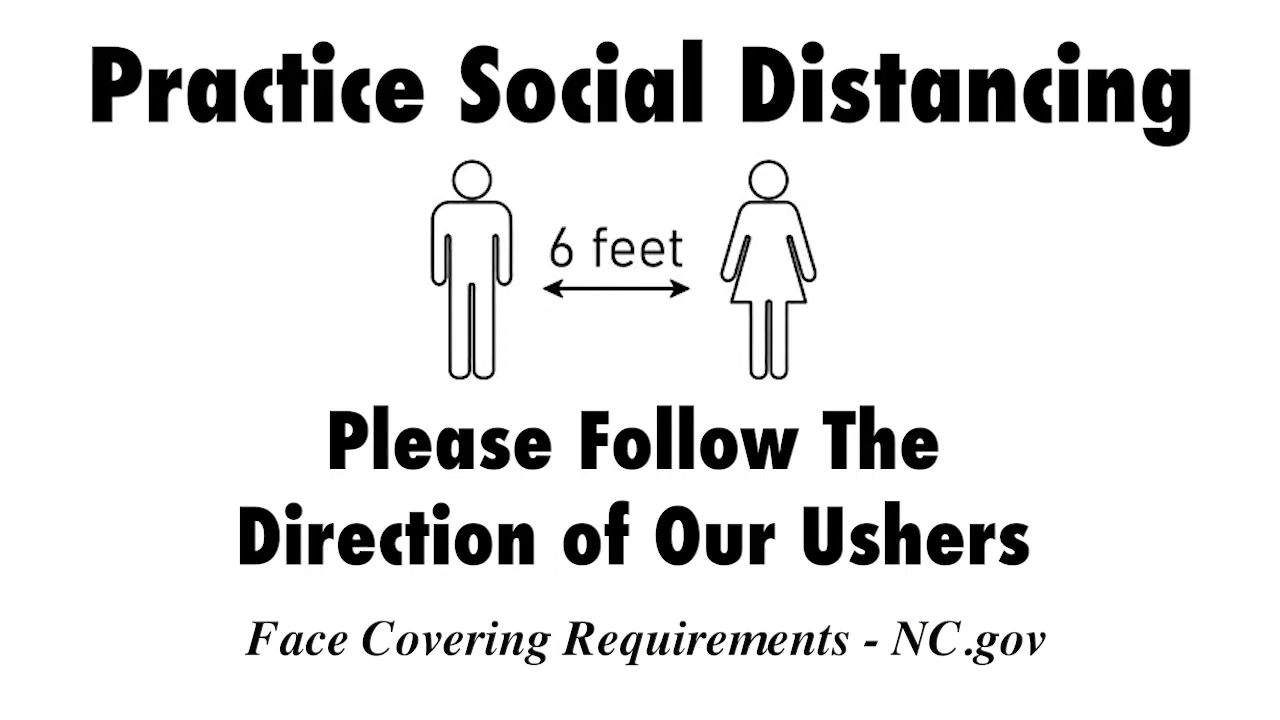 Practice Social Distancing
6 feet
Please Follow The
Direction of Our Ushers
Face Covering Requirements - NC.gov